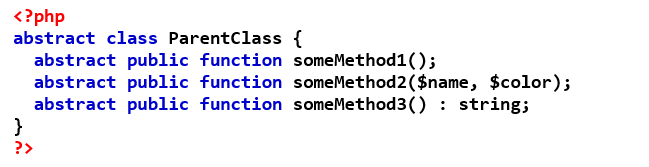 <?php
abstract class ParentClass {
  abstract public function someMethod1();
  abstract public function someMethod2($name, $color);
  abstract public function someMethod3() : string;
}
?>